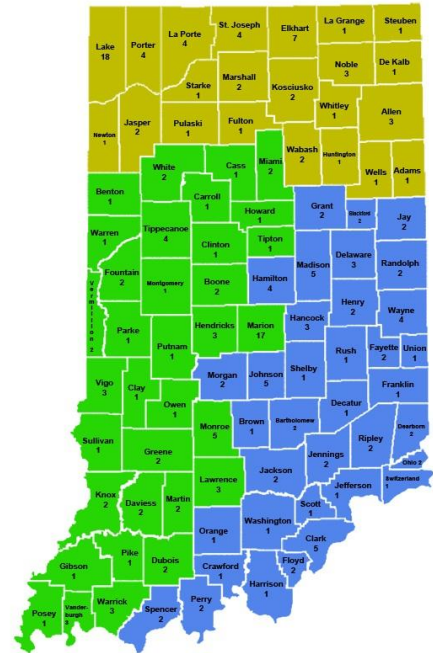 Lake
18
Porter
4
La Porte
4
St. Joseph
4
Elkhart
7
La Grange
1
Steuben
1
Noble
3
De Kalb
1
Starke
1
Marshall
2
Kosciusko
2
Whitley
1
Allen
3
Newton
1
Jasper
2
Pulaski
1
Fulton
1
Wabash
2
Huntington
1
Wells
1
Adams
1
White
2
Cass
1
Miami
2
Benton
1
Carroll
1
Howard
1
Grant
2
Blackford
2
Jay
2
Warren
1
Tippecanoe
4
Clinton
1
Tipton
1
Madison
5
Delaware
3
Randolph
2
Fountain
2
Montgomery
1
Boone
2
Hamilton
4
Henry
2
Wayne
4
Vermillion
2
Parke
1
Putnam
1
Hendricks
3
Marion
17
Hancock
3
Rush
1
Fayette
2
Union
1
Vigo
3
Clay
1
Owen
1
Morgan
2
Johnson
5
Shelby
1
Franklin
1
Decatur
1
Sullivan
1
Greene
2
Monroe
5
Brown
1
Bartholomew
Dearborn
2
Ripley
2
Jennings
2
Jackson
2
Ohio 2
Switzerland
1
Jefferson
1
Knox
2
Daviess
2
Martin
2
Lawrence
3
Orange
1
Washington
1
Scott
1
Clark
5
Floyd
2
Gibson
1
Pike
1
Dubois
2
Crawford
1
Harrison
1
Posey
1
Vander-
burgh
Warrick
3
Spencer
2
Perry
2